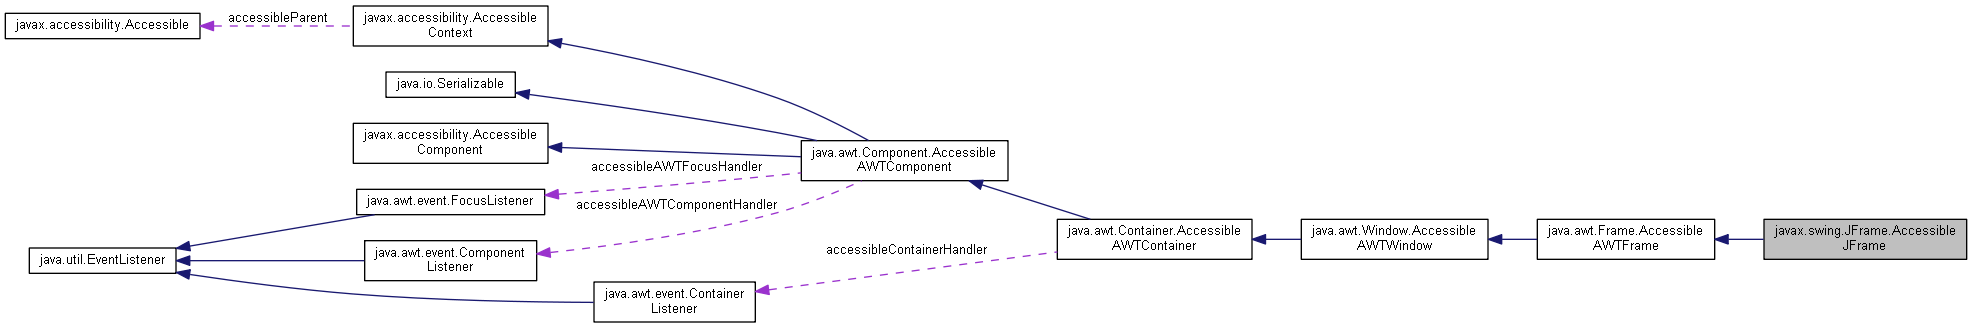 javax.accessibility.Accessible
accessibleParent
javax.accessibility.Accessible
Context
java.io.Serializable
javax.accessibility.Accessible
Component
java.awt.Component.Accessible
AWTComponent
accessibleAWTFocusHandler
java.awt.event.FocusListener
accessibleAWTComponentHandler
java.util.EventListener
java.awt.event.Component
Listener
accessibleContainerHandler
java.awt.event.Container
Listener
java.awt.Container.Accessible
AWTContainer
java.awt.Window.Accessible
AWTWindow
java.awt.Frame.Accessible
AWTFrame
javax.swing.JFrame.Accessible
JFrame